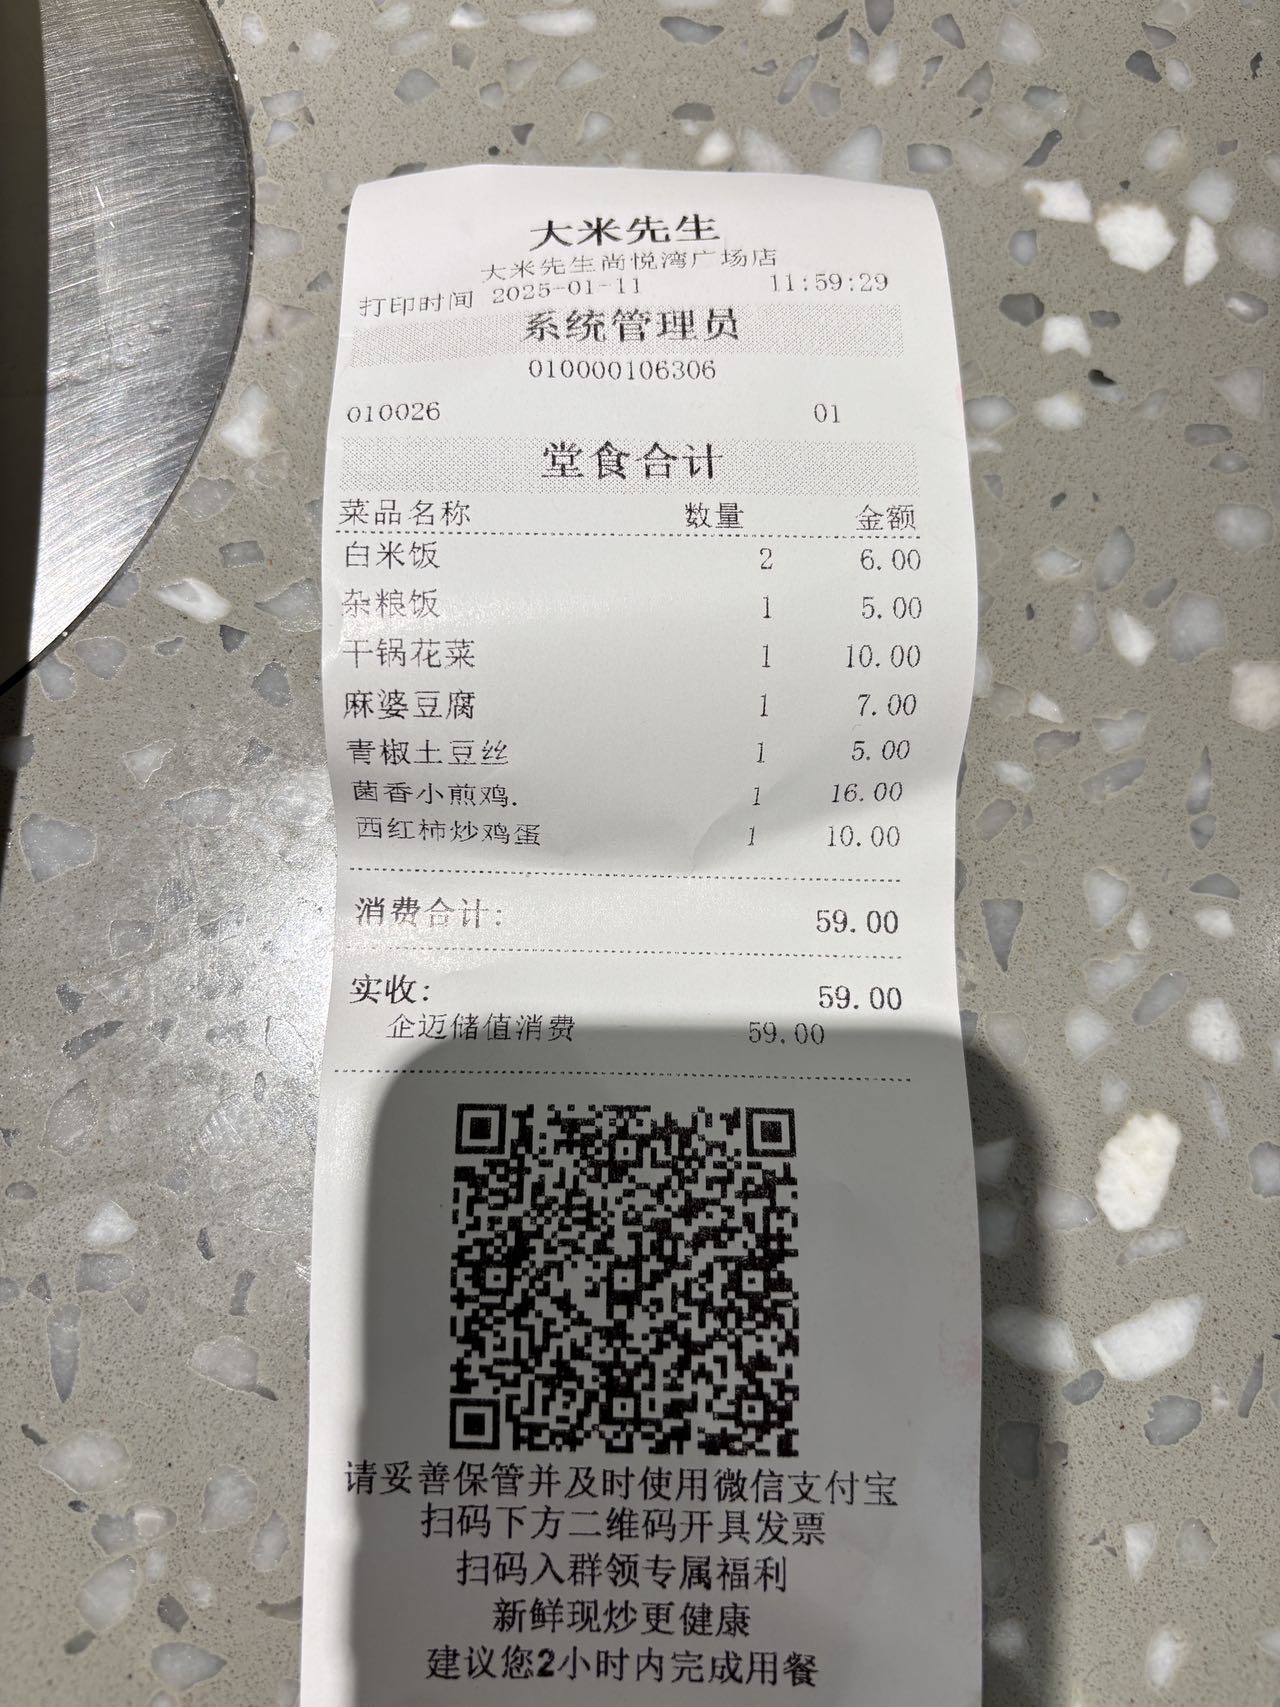 大米先生
大米先生尚悦湾广场店
打印时间 2025-01-11 11:59:29
系统管理员
010000106306
010026 01
堂食合计
菜品名称 数量 金额
白米饭 2 6.00
杂粮饭 1 5.00
干锅花菜 1 10.00
麻婆豆腐 1 7.00
青椒土豆丝 1 5.00
菌香小煎鸡. 1 16.00
西红柿炒鸡蛋 1 10.00
消费合计: 59.00
实收: 59.00
企迈储值消费 59.00
请妥善保管并及时使用微信支付宝
扫码下方二维码开具发票
扫码入群领专属福利
新鲜现炒更健康
建议您2小时内完成用餐